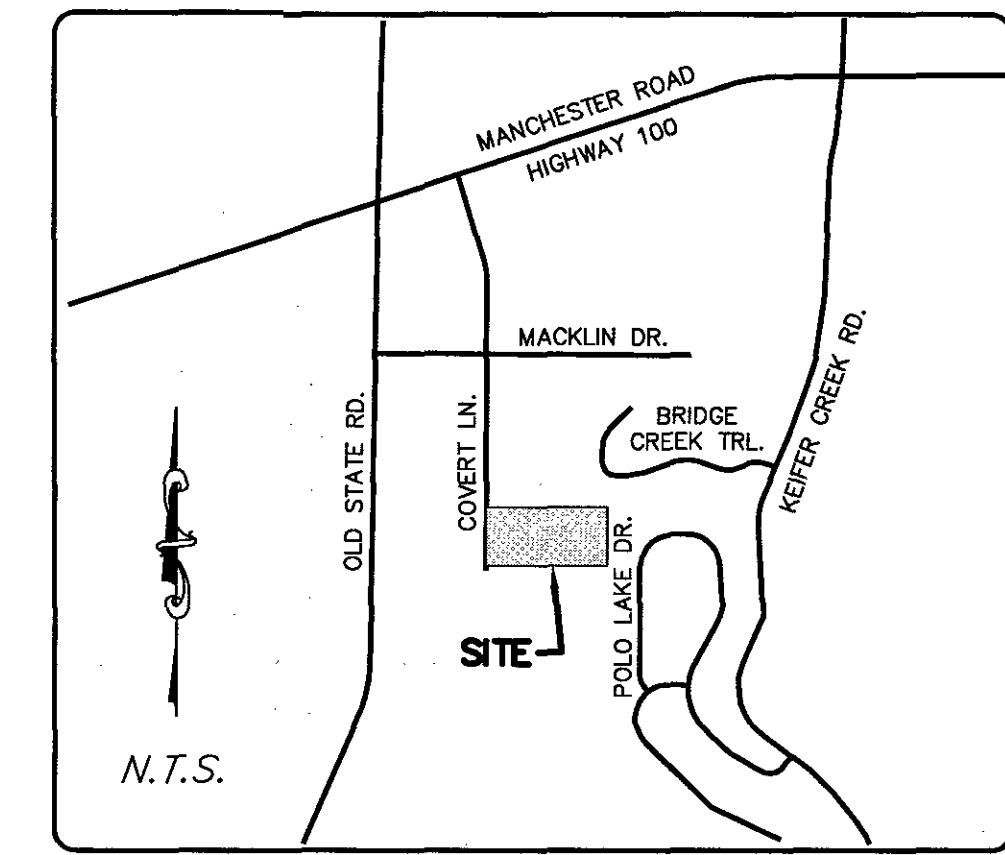 MANCHESTER ROAD
HIGHWAY 100
MACKLIN DR.
OLD STATE RD.
COVERT LN.
BRIDGE
CREEK TRL.
KEIFER CREEK RD.
POLO LAKE DR.
SITE
N.T.S.